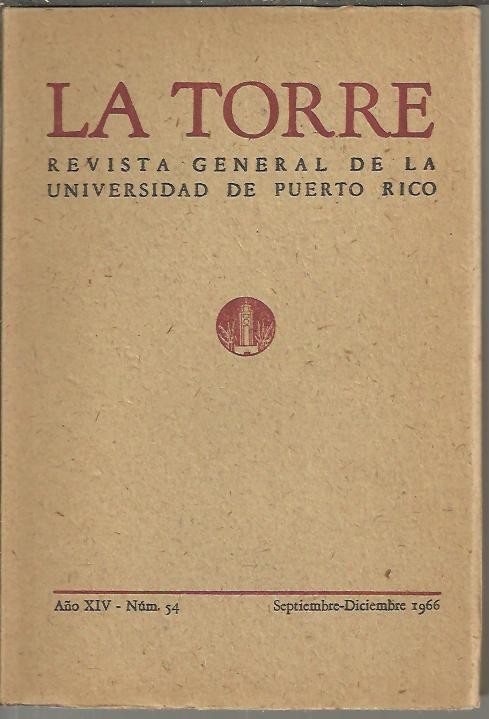 LA TORRE
REVISTA GENERAL DE LA
UNIVERSIDAD DE PUERTO RICO
Año XIV - Núm. 54 Septiembre-Diciembre 1966